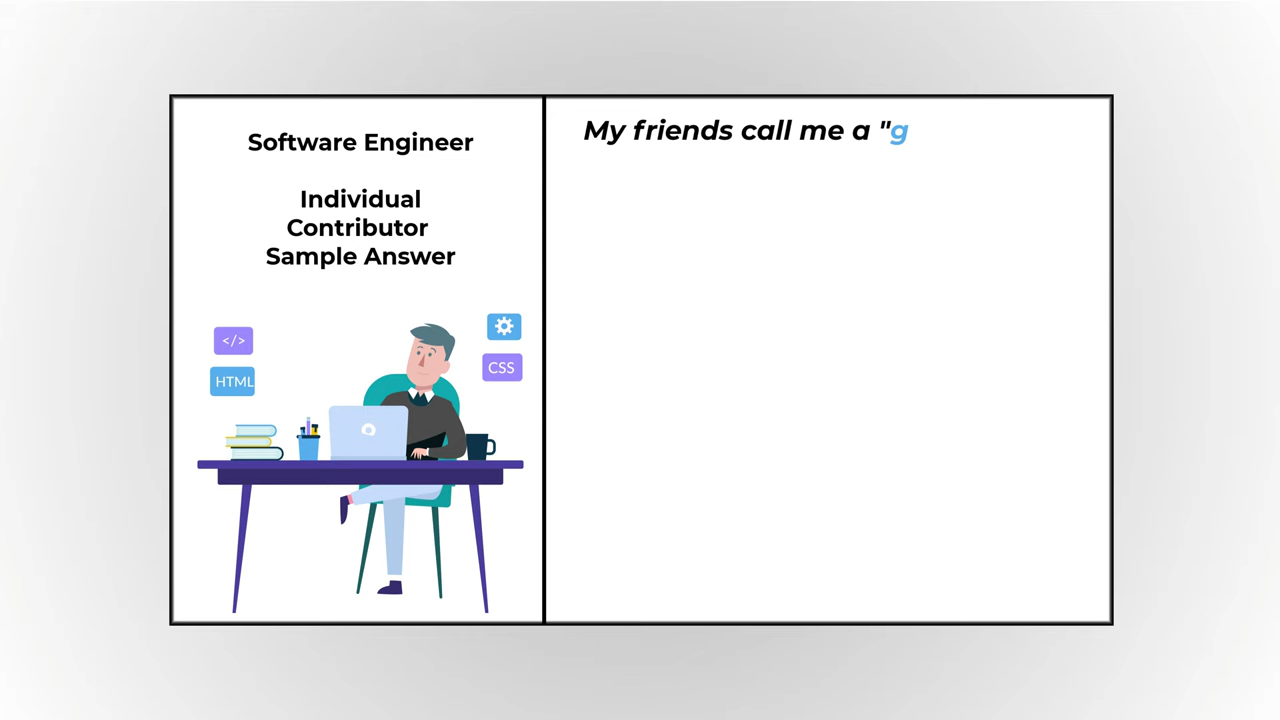 Software Engineer
Individual
Contributor
Sample Answer
My friends call me a "g
</>
HTML
CSS